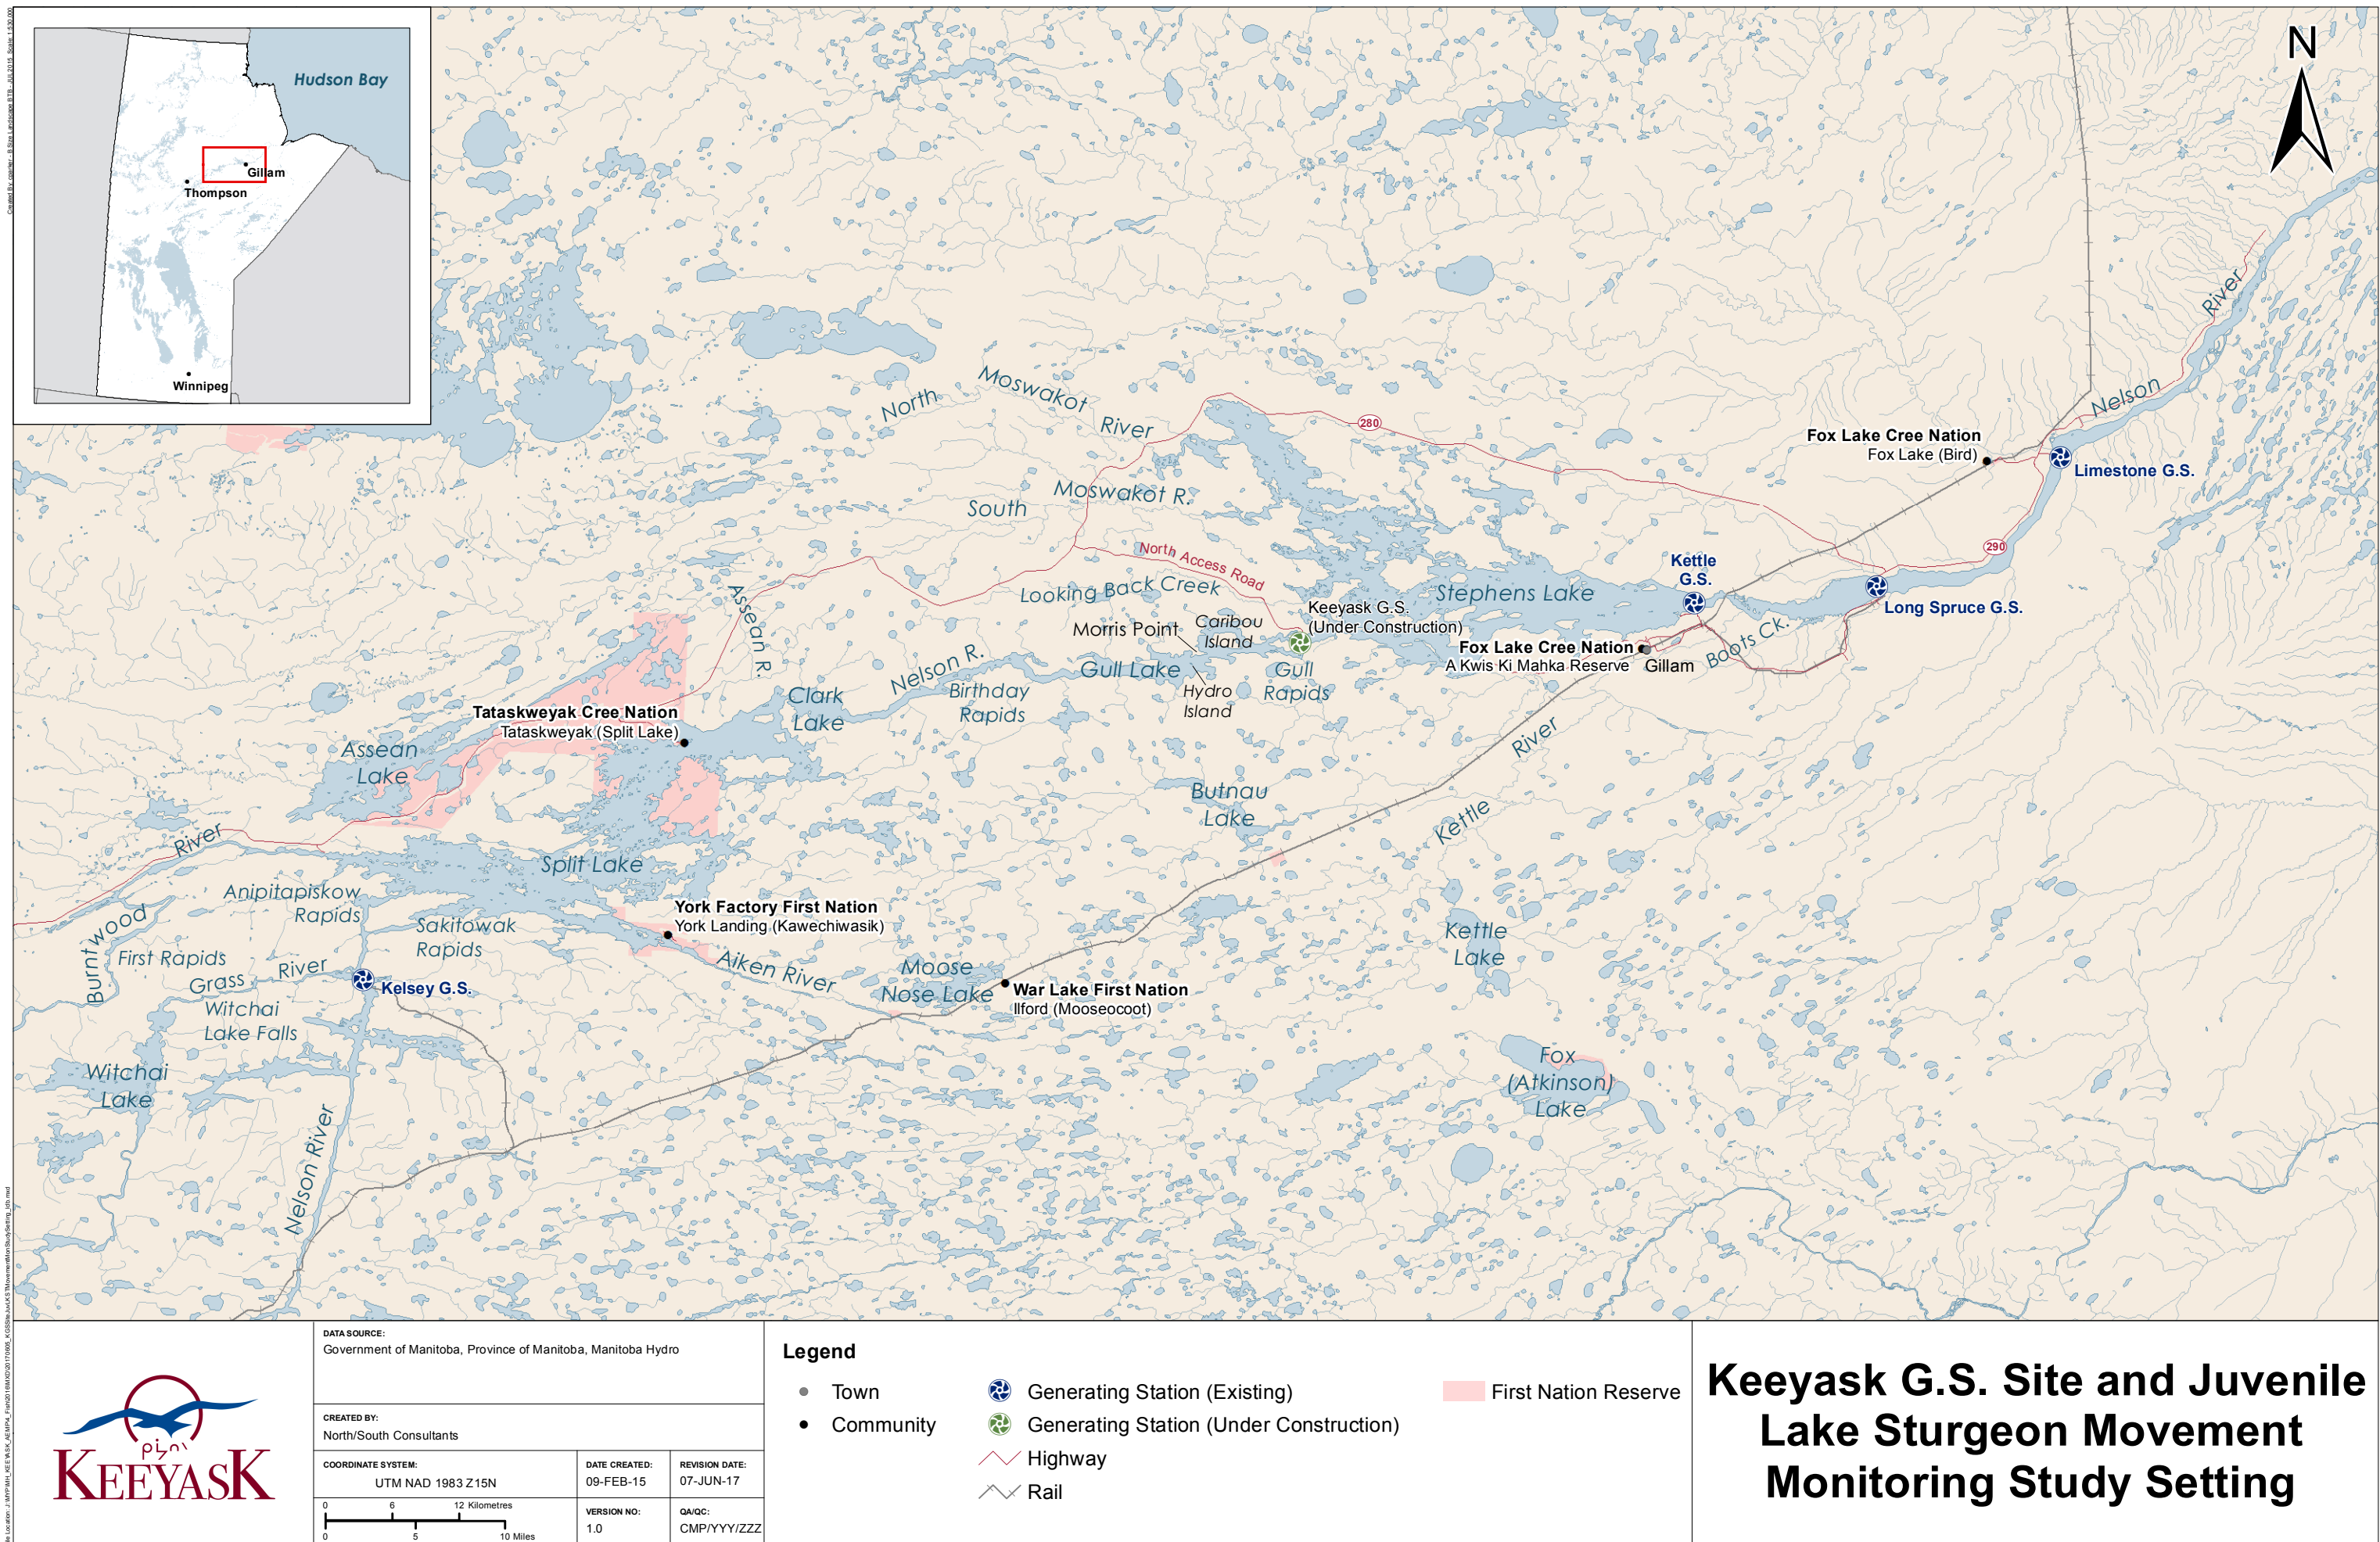 Hudson Bay
Gillam
Thompson
Winnipeg
N
North
Moswakot
River
280
South
Moswakot R.
North Access Road
Looking Back Creek
Fox Lake Cree Nation
Fox Lake (Bird)
Nelson
River
Limestone G.S.
290
Long Spruce G.S.
Kettle
G.S.
Stephens Lake
Keeyask G.S.
(Under Construction)
Caribou
Island
Morris Point
Gull Lake
Hydro
Island
Gull
Rapids
Fox Lake Cree Nation
A Kwis Ki Mahka Reserve
Gillam
Boots Ck.
Assean R.
Nelson R.
Birthday
Rapids
Clark
Lake
Tataskweyak Cree Nation
Tataskweyak (Split Lake)
Assean
Lake
Butnau
Lake
Kettle
River
Kettle
Lake
Split Lake
River
Burntwood
Anipitapiskow
Rapids
Sakitowak
Rapids
First Rapids
Grass
River
Witchai
Lake Falls
Witchai
Lake
Kelsey G.S.
Nelson River
York Factory First Nation
York Landing (Kawechiwasik)
Aiken River
Moose
Nose Lake
War Lake First Nation
Ilford (Mooseocoot)
Fox
(Atkinson)
Lake
KEEYASK
DATA SOURCE:
Government of Manitoba, Province of Manitoba, Manitoba Hydro
CREATED BY:
North/South Consultants
COORDINATE SYSTEM:
UTM NAD 1983 Z15N
DATE CREATED:
09-FEB-15
REVISION DATE:
07-JUN-17
VERSION NO:
1.0
QA/QC:
CMP/YYY/ZZZ
0 6 12 Kilometres
0 5 10 Miles
Legend
Town
Community
Generating Station (Existing)
Generating Station (Under Construction)
Highway
Rail
First Nation Reserve
Keeyask G.S. Site and Juvenile
Lake Sturgeon Movement
Monitoring Study Setting